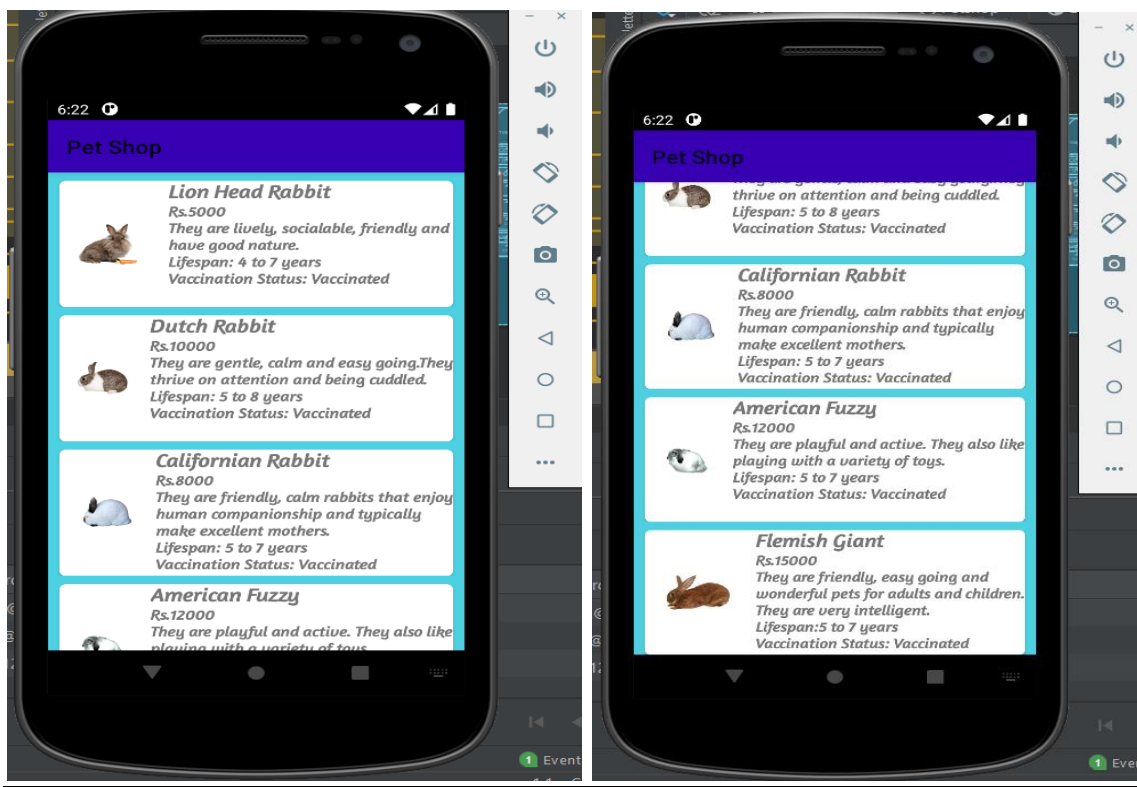 lette
6:22
Pet Shop
Lion Head Rabbit
Rs.5000
They are lively, socialable, friendly and
have good nature.
Lifespan: 4 to 7 years
Vaccination Status: Vaccinated
Dutch Rabbit
Rs.10000
They are gentle, calm and easy going.They
thrive on attention and being cuddled.
Lifespan: 5 to 8 years
Vaccination Status: Vaccinated
Californian Rabbit
Rs.8000
They are friendly, calm rabbits that enjoy
human companionship and typically
make excellent mothers.
Lifespan: 5 to 7 years
Vaccination Status: Vaccinated
American Fuzzy
Rs.12000
They are playful and active. They also like
playing with a variety of toys.
1 Event
6:22
Pet Shop
thrive on attention and being cuddled.
Lifespan: 5 to 8 years
Vaccination Status: Vaccinated
Californian Rabbit
Rs.8000
They are friendly, calm rabbits that enjoy
human companionship and typically
make excellent mothers.
Lifespan: 5 to 7 years
Vaccination Status: Vaccinated
American Fuzzy
Rs.12000
They are playful and active. They also like
playing with a variety of toys.
Lifespan: 5 to 7 years
Vaccination Status: Vaccinated
Flemish Giant
Rs.15000
They are friendly, easy going and
wonderful pets for adults and children.
They are very intelligent.
Lifespan:5 to 7 years
Vaccination Status: Vaccinated
1 Eve